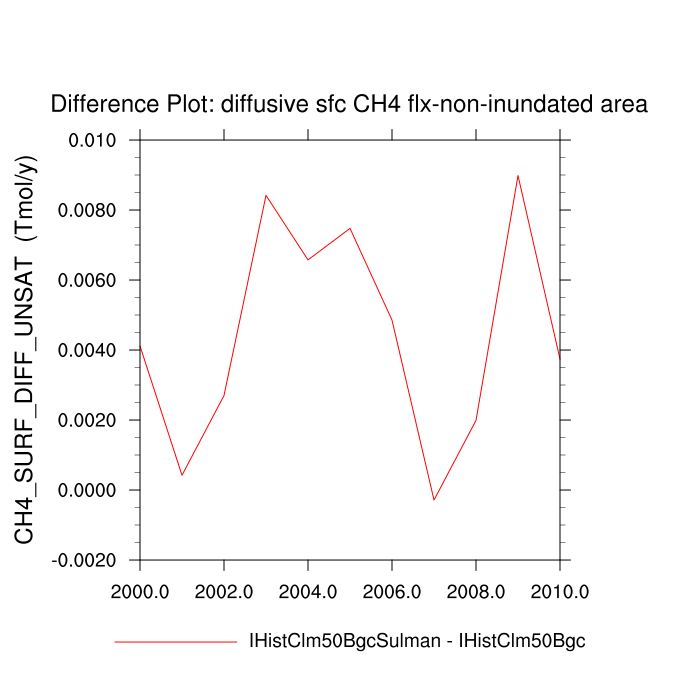 Difference Plot: diffusive sfc CH4 flx-non-inundated area
CH4_SURF_DIFF_UNSAT (Tmol/y)
0.010
0.0080
0.0060
0.0040
0.0020
0.0000
-0.0020
2000.0 2002.0 2004.0 2006.0 2008.0 2010.0
IHistClm50BgcSulman - IHistClm50Bgc